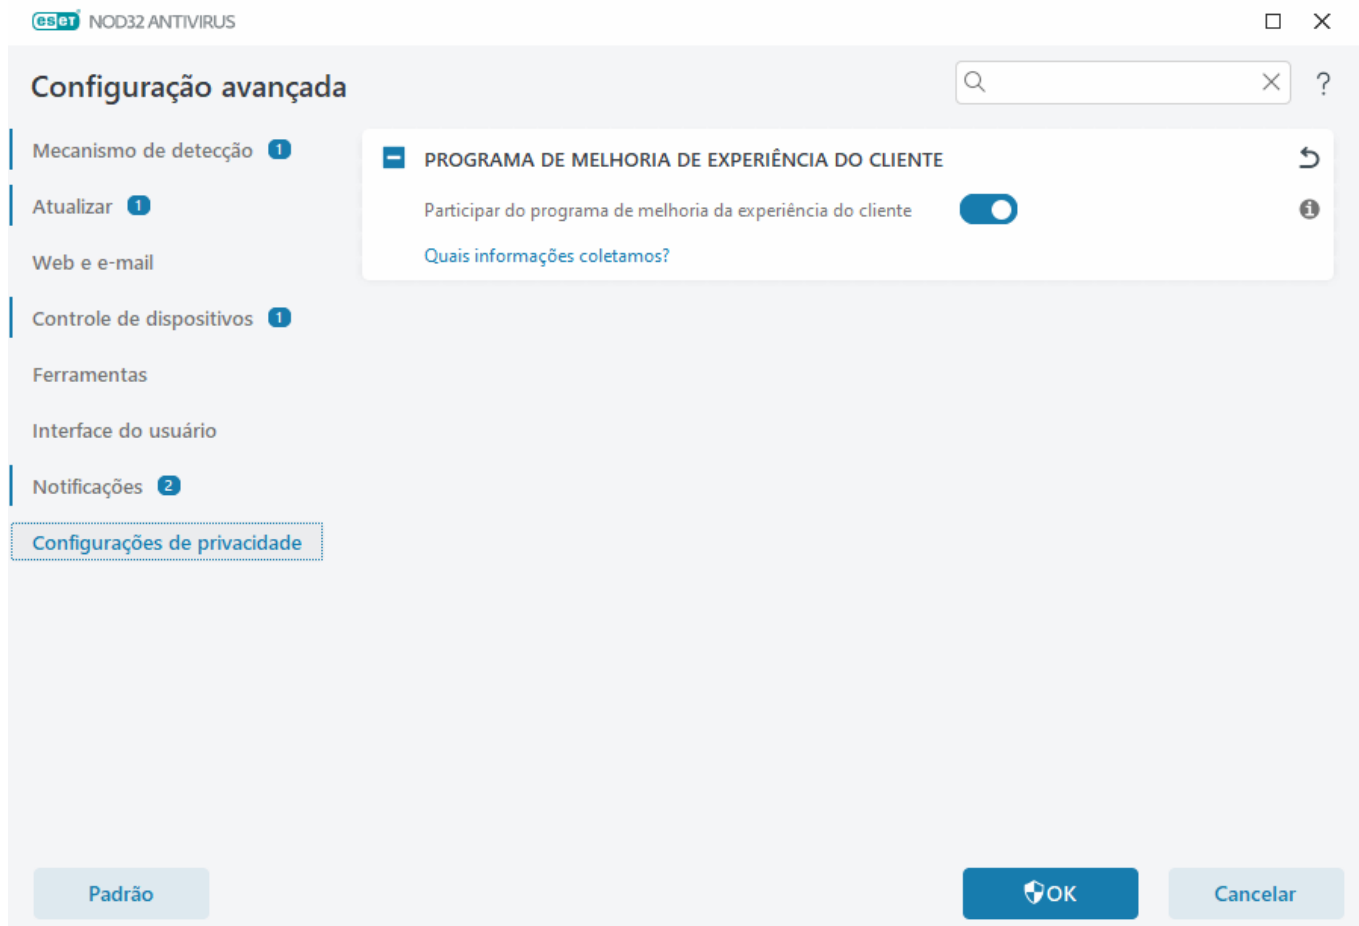 eseT NOD32 ANTIVIRUS
Configuração avançada
?
Mecanismo de detecção 1
Atualizar 1
Web e e-mail
Controle de dispositivos 1
Ferramentas
Interface do usuário
Notificações 2
Configurações de privacidade
PROGRAMA DE MELHORIA DE EXPERIÊNCIA DO CLIENTE
Participar do programa de melhoria da experiência do cliente
Quais informações coletamos?
Padrão
OK
Cancelar